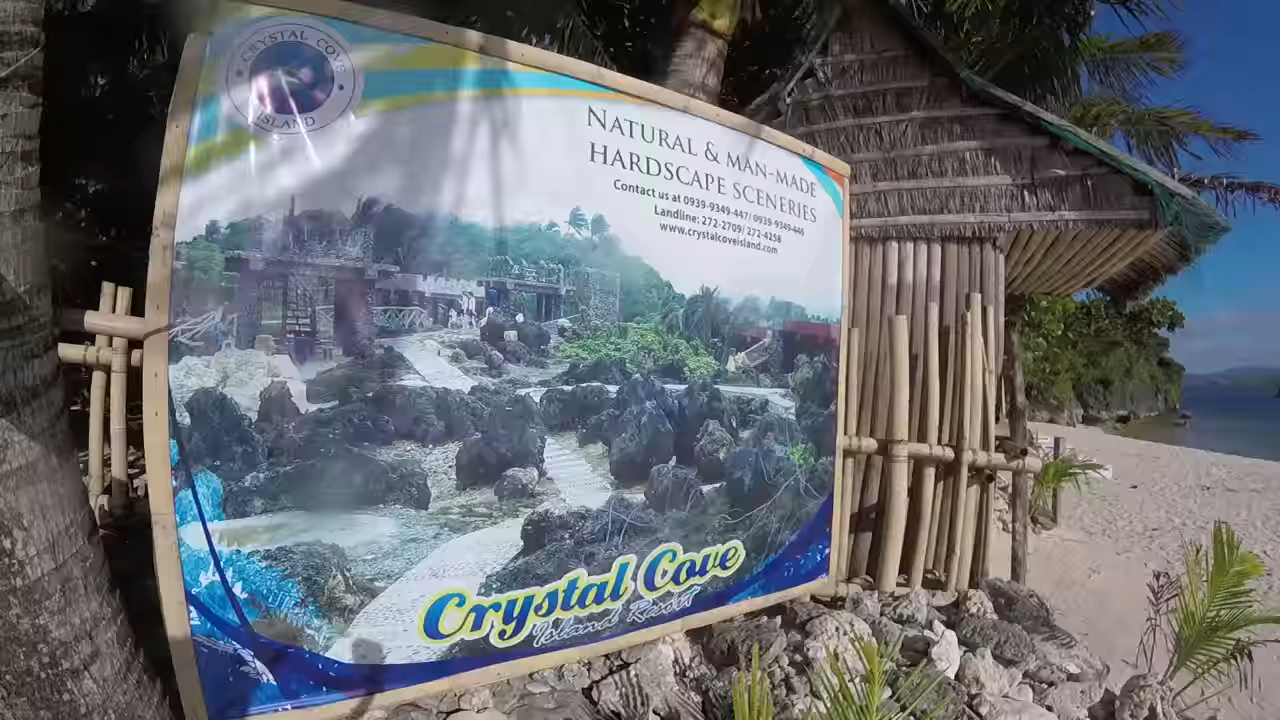 CRYSTAL COVE
ISLAND
NATURAL & MAN-MADE
HARDSCAPE SCENERIES
Contact us at 0939-9349-447/ 0939-9349-446
Landline: 272-2709/ 272-4258
www.crystalcoveisland.com
Crystal Cove
Island Resort